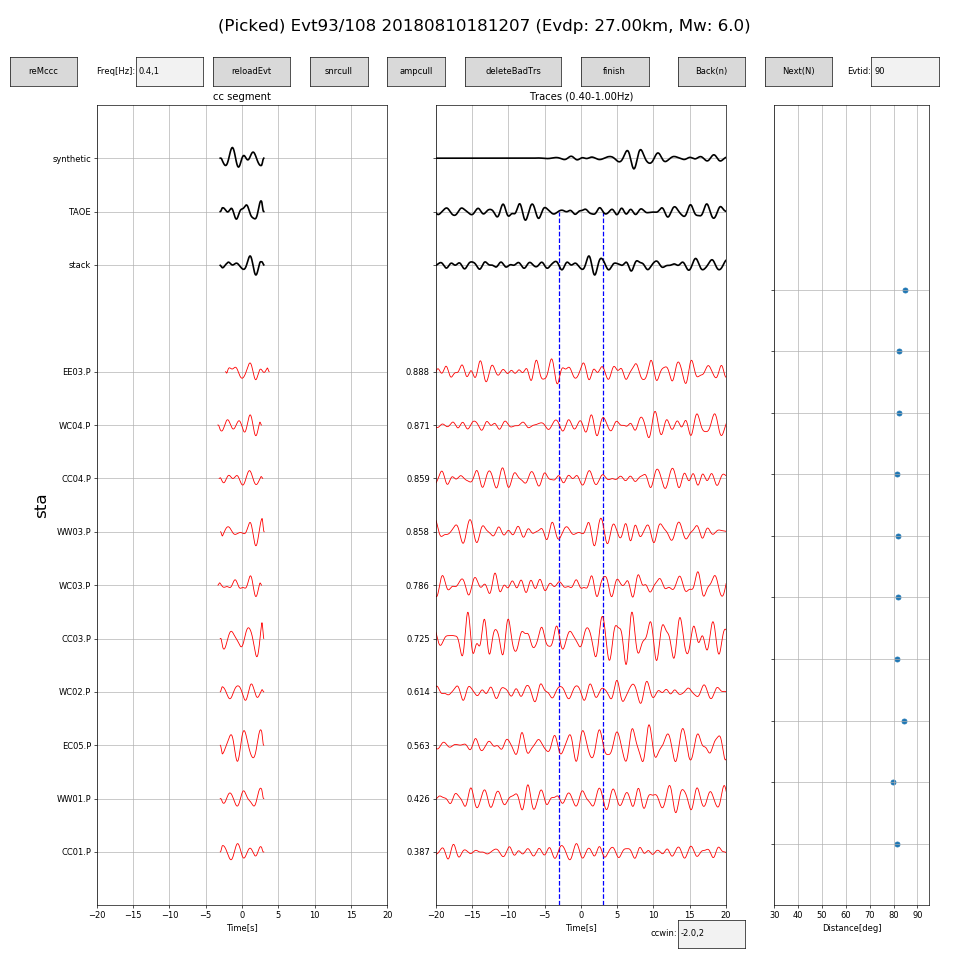 (Picked) Evt93/108 20180810181207 (Evdp: 27.00km, Mw: 6.0)
reMccc Freq[Hz]: 0.4,1 reloadEvt snrcull ampcull deleteBadTrs finish Back(n) Next(N) Evtid: 90
cc segment Traces (0.40-1.00Hz)
synthetic
TAOE
stack
EE03.P 0.888
WC04.P 0.871
CC04.P 0.859
WW03.P 0.858
sta
WC03.P 0.786
CC03.P 0.725
WC02.P 0.614
EC05.P 0.563
WW01.P 0.426
CC01.P 0.387
−20 −15 −10 −5 0 5 10 15 20 −20 −15 −10 −5 0 5 10 15 20 30 40 50 60 70 80 90
Time[s] Time[s] Distance[deg]
ccwin: -2.0,2